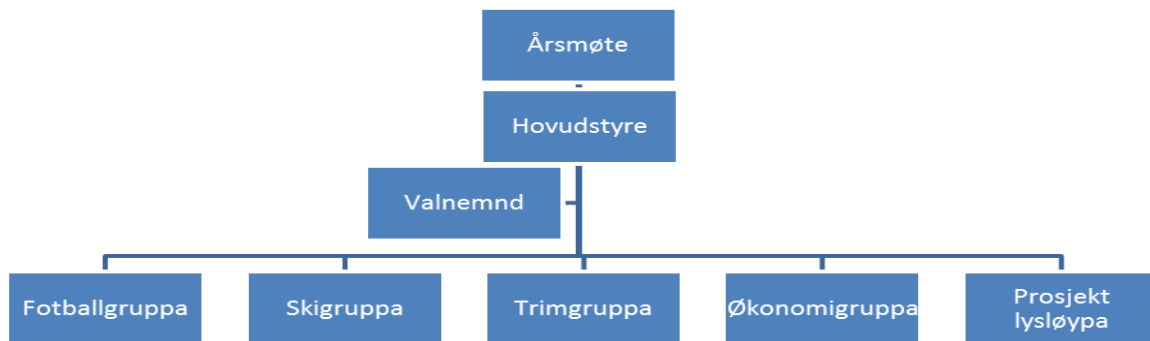 Årsmøte
Hovudstyre
Valnemnd
Fotballgruppa
Skigruppa
Trimgruppa
Økonomigruppa
Prosjekt
lysløypa